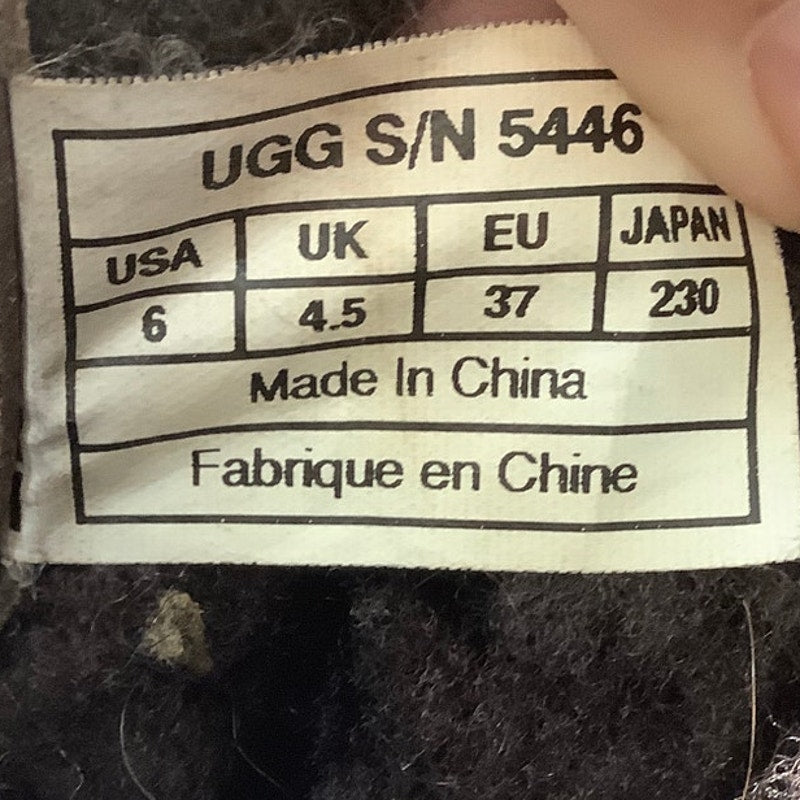 UGG S/N 5446
USA UK EU JAPAN
6 4.5 37 230
Made In China
Fabrique en Chine